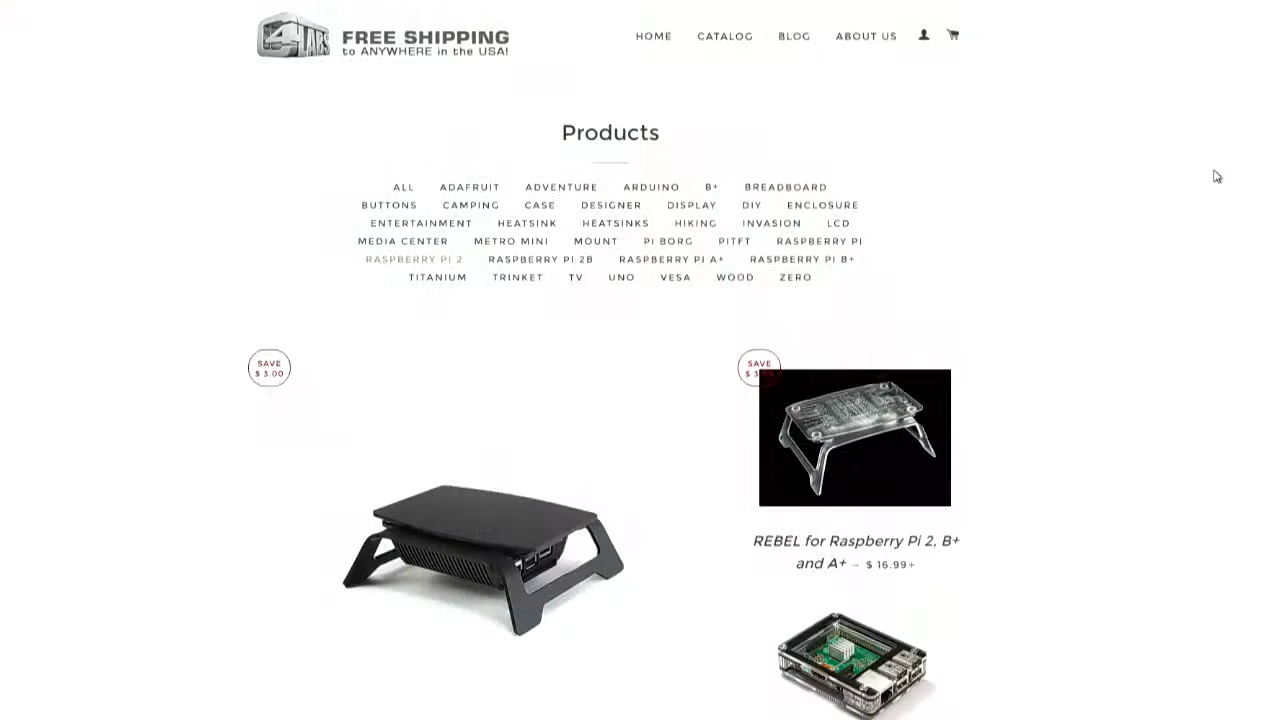 C4LABS
FREE SHIPPING
to ANYWHERE in the USA!
HOME CATALOG BLOG ABOUT US
Products
ALL ADAFRUIT ADVENTURE ARDUINO B+ BREADBOARD
BUTTONS CAMPING CASE DESIGNER DISPLAY DIY ENCLOSURE
ENTERTAINMENT HEATSINK HEATSINKS HIKING INVASION LCD
MEDIA CENTER METRO MINI MOUNT PI BORG PITFT RASPBERRY PI
RASPBERRY PI 2 RASPBERRY PI 2B RASPBERRY PI A+ RASPBERRY PI B+
TITANIUM TRINKET TV UNO VESA WOOD ZERO
SAVE
$ 3.00
SAVE
REBEL for Raspberry Pi 2, B+
and A+ – $ 16.99+